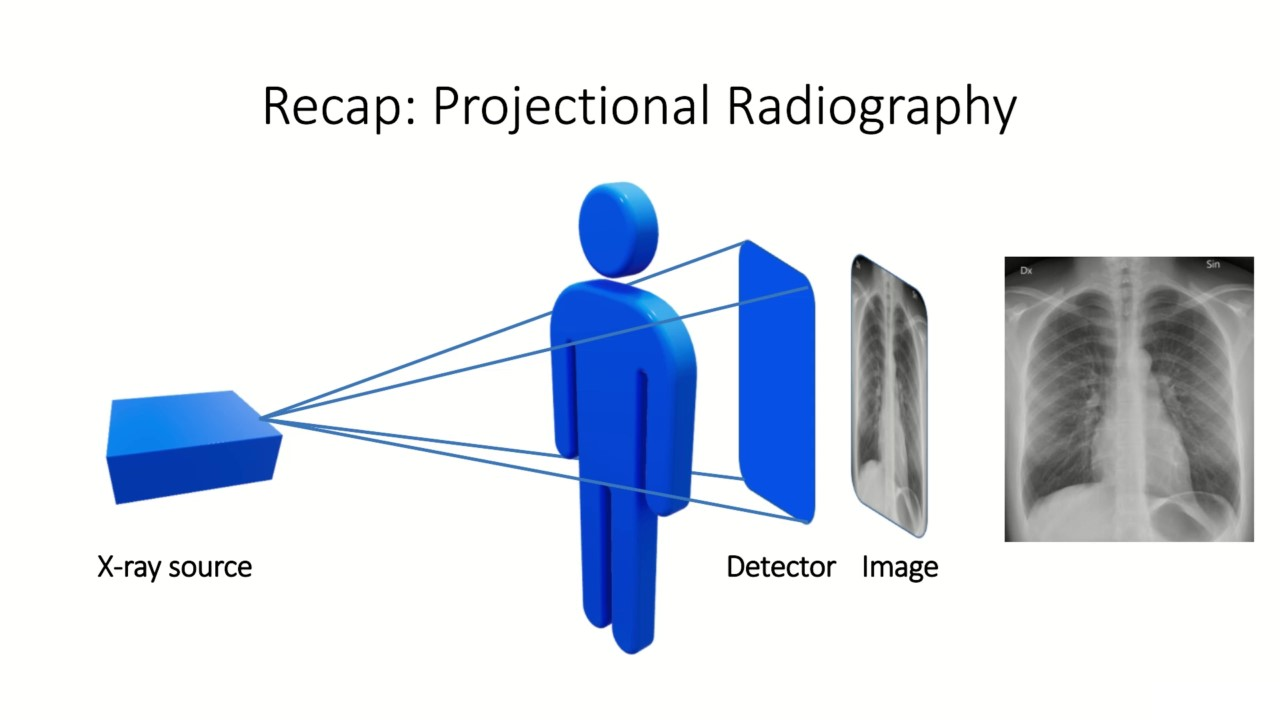 Recap: Projectional Radiography
Dx
Sin
X-ray source
Detector
Image